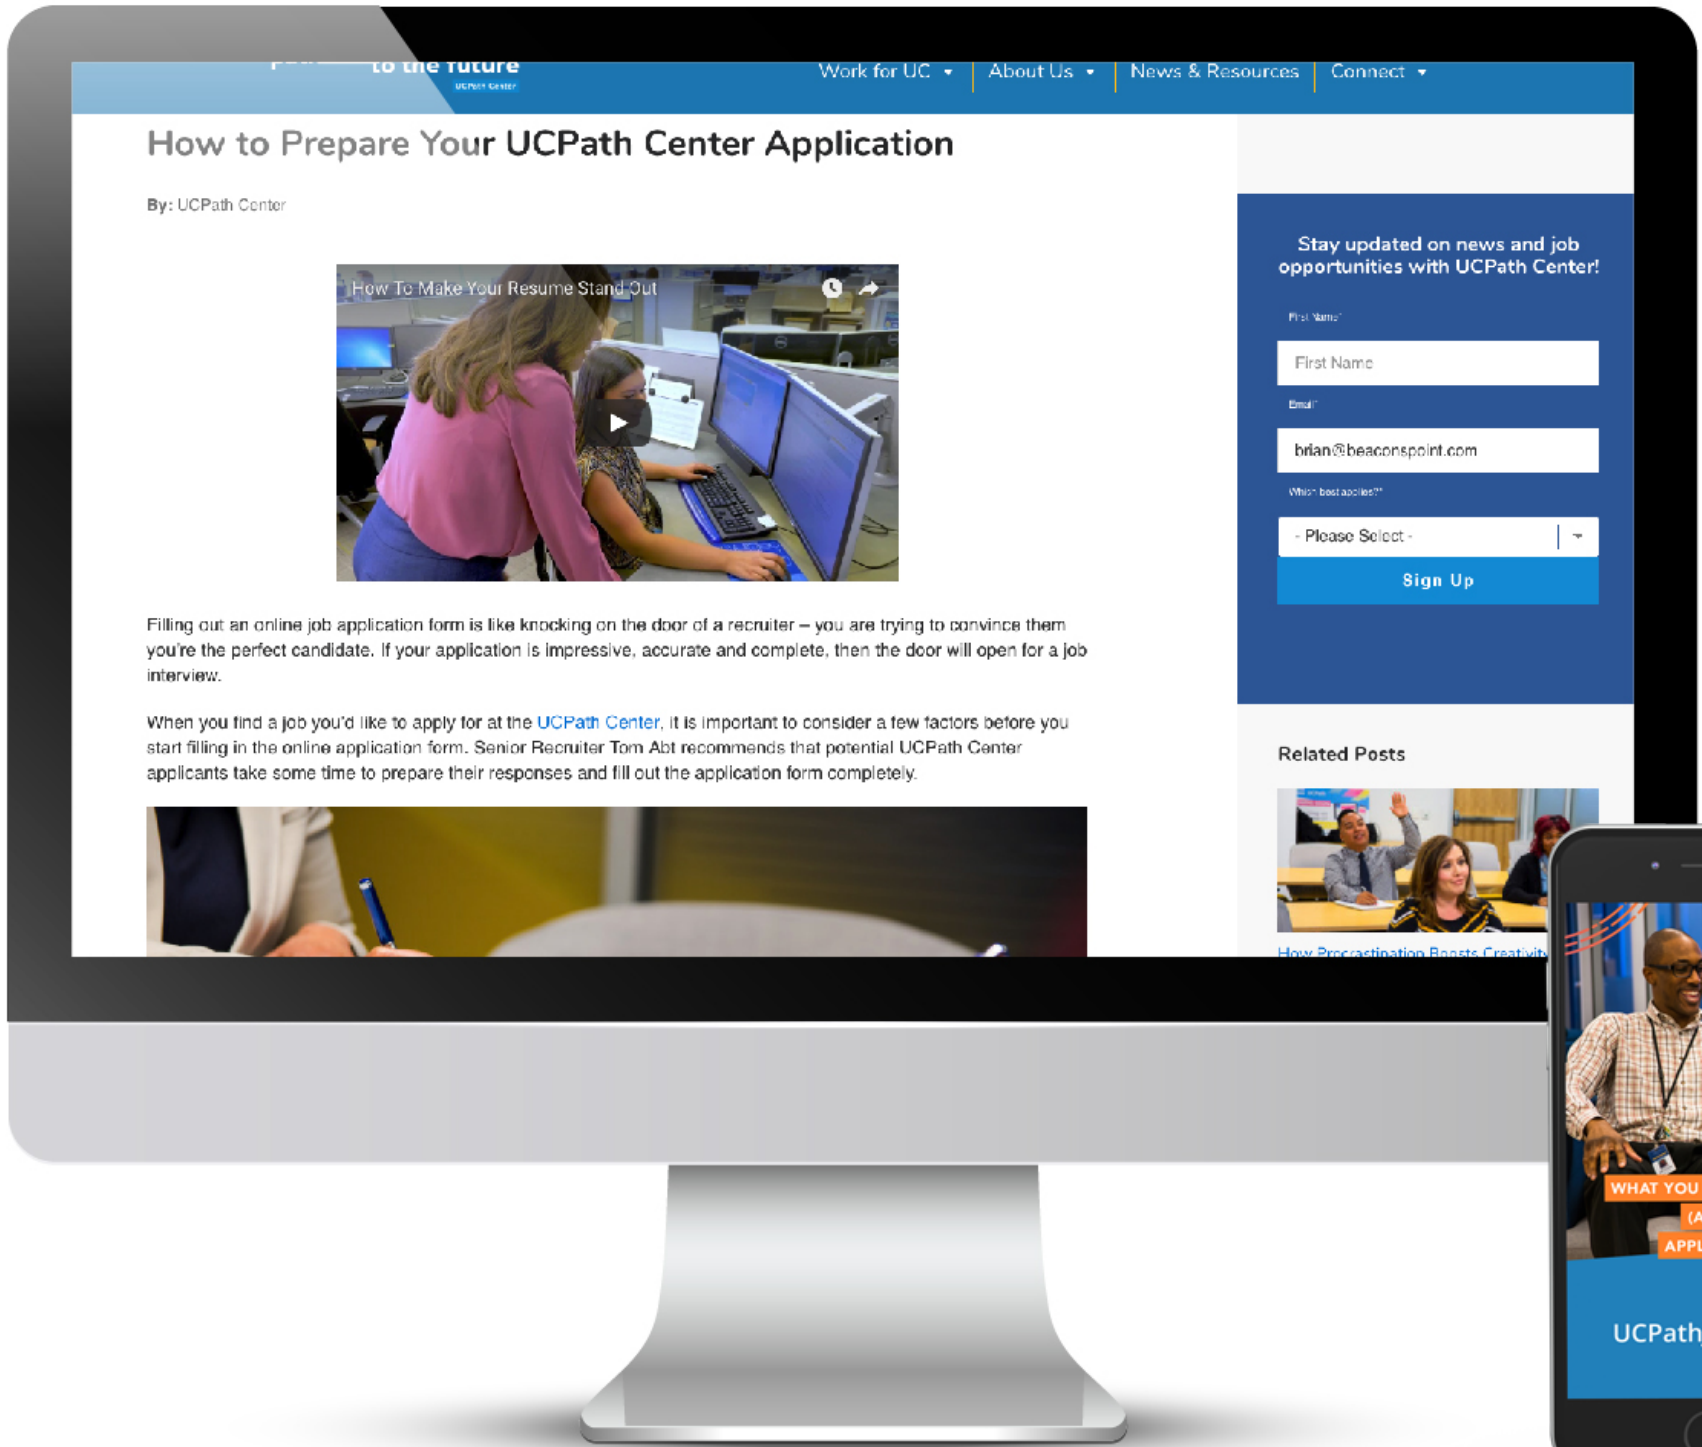 to the future
UCPath Center
Work for UC
About Us
News & Resources
Connect
How to Prepare Your UCPath Center Application
By: UCPath Center
How To Make Your Resume Stand Out
Filling out an online job application form is like knocking on the door of a recruiter – you are trying to convince them
you're the perfect candidate. If your application is impressive, accurate and complete, then the door will open for a job
interview.
When you find a job you'd like to apply for at the UCPath Center, it is important to consider a few factors before you
start filling in the online application form. Senior Recruiter Tom Abt recommends that potential UCPath Center
applicants take some time to prepare their responses and fill out the application form completely.
Stay updated on news and job
opportunities with UCPath Center!
First Name*
First Name
Email*
brian@beaconspoint.com
Which best applies?*
- Please Select -
Sign Up
Related Posts
How Procrastination Boosts Creativity
WHAT YOU
(A
APPL
UCPath